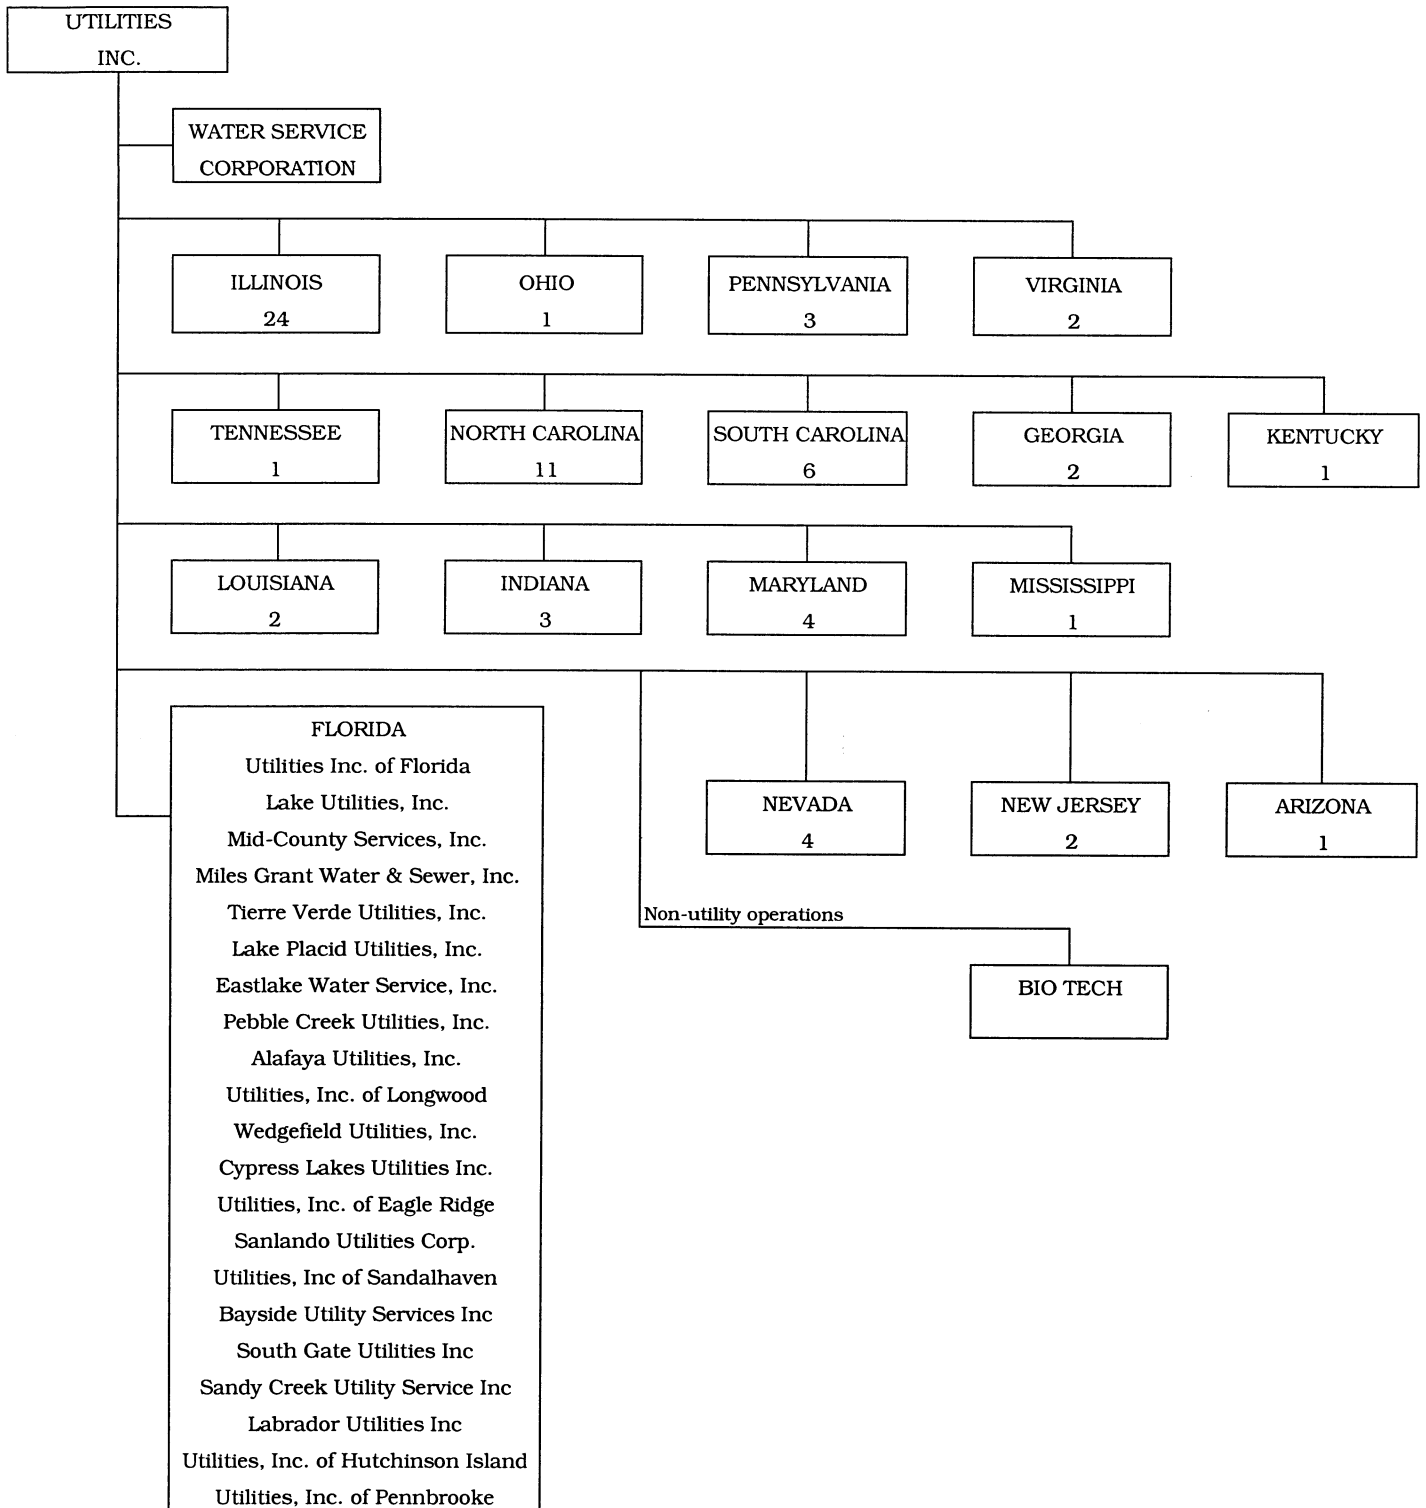 UTILITIES
INC.
WATER SERVICE
CORPORATION
ILLINOIS
24
OHIO
1
PENNSYLVANIA
3
VIRGINIA
2
TENNESSEE
1
NORTH CAROLINA
11
SOUTH CAROLINA
6
GEORGIA
2
KENTUCKY
1
LOUISIANA
2
INDIANA
3
MARYLAND
4
MISSISSIPPI
1
FLORIDA
Utilities Inc. of Florida
Lake Utilities, Inc.
Mid-County Services, Inc.
Miles Grant Water & Sewer, Inc.
Tierre Verde Utilities, Inc.
Lake Placid Utilities, Inc.
Eastlake Water Service, Inc.
Pebble Creek Utilities, Inc.
Alafaya Utilities, Inc.
Utilities, Inc. of Longwood
Wedgefield Utilities, Inc.
Cypress Lakes Utilities Inc.
Utilities, Inc. of Eagle Ridge
Sanlando Utilities Corp.
Utilities, Inc of Sandalhaven
Bayside Utility Services Inc
South Gate Utilities Inc
Sandy Creek Utility Service Inc
Labrador Utilities Inc
Utilities, Inc. of Hutchinson Island
Utilities, Inc. of Pennbrooke
NEVADA
4
NEW JERSEY
2
ARIZONA
1
Non-utility operations
BIO TECH